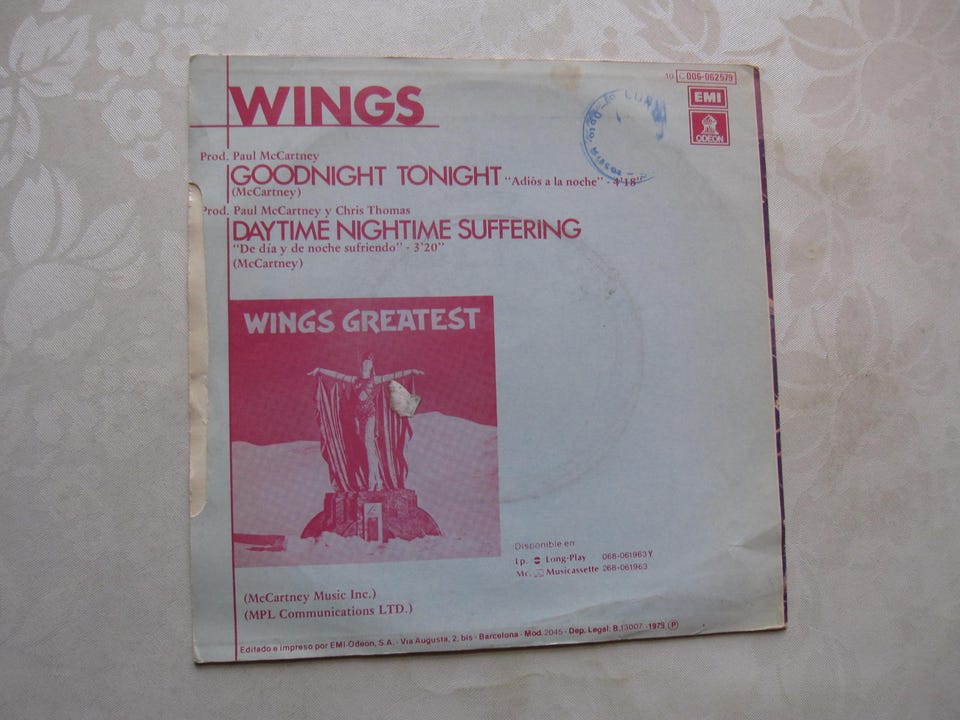 10 C 006-062579
WINGS
EMI
ODEON
Prod. Paul McCartney
GOODNIGHT TONIGHT "Adiós a la noche" - 4'18"
(McCartney)
Prod. Paul McCartney y Chris Thomas
DAYTIME NIGHTIME SUFFERING
"De día y de noche sufriendo" - 3'20"
(McCartney)
WINGS GREATEST
Disponible en
Lp. Long-Play 068-061963Y
Mc. Musicassette 268-061963
(McCartney Music Inc.)
(MPL Communications LTD.)
Editado e impreso por EMI-Odeon, S.A. - Via Augusta, 2, bis - Barcelona - Mod. 2045 - Dep. Legal: B.13007 - 1979 P